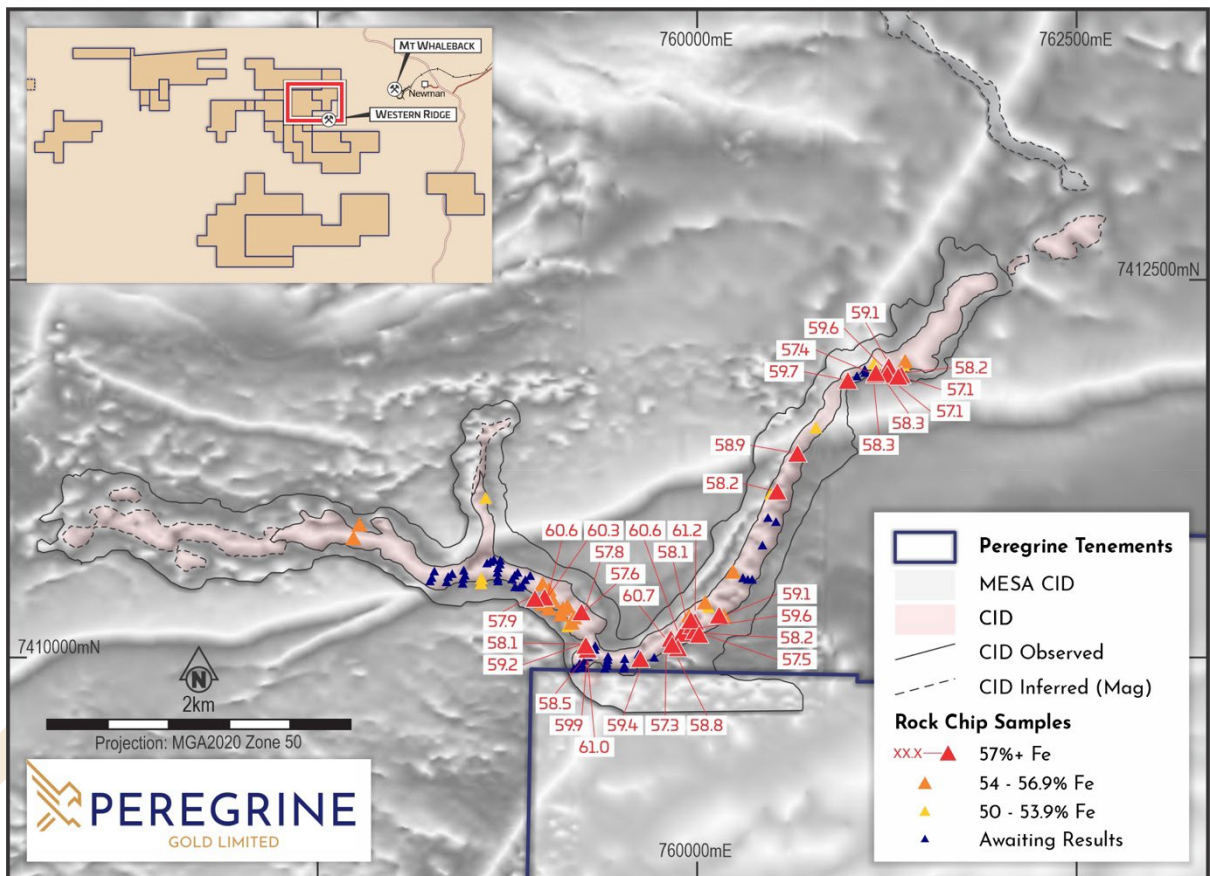 760000mE
762500mE
MT WHALEBACK
Newman
WESTERN RIDGE
7412500mN
59.1
59.6
57.4
59.7
58.2
57.1
57.1
58.3
58.3
58.9
58.2
60.6
60.3
60.6
61.2
57.8
58.1
57.6
60.7
59.1
59.6
58.2
57.5
57.9
58.1
59.2
7410000mN
58.5
59.9
61.0
59.4
57.3
58.8
N
2km
Projection: MGA2020 Zone 50
PEREGRINE
GOLD LIMITED
760000mE
Peregrine Tenements
MESA CID
CID
CID Observed
CID Inferred (Mag)
Rock Chip Samples
XX.X 57%+ Fe
54 - 56.9% Fe
50 - 53.9% Fe
Awaiting Results